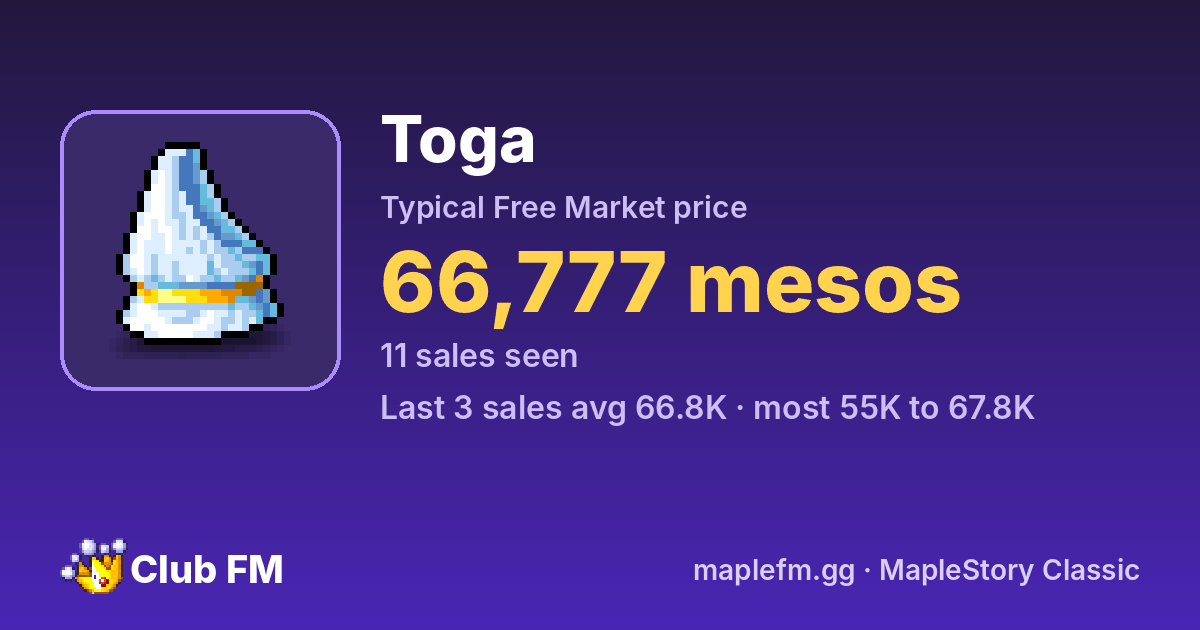 Toga
Typical Free Market price
66,777 mesos
11 sales seen
Last 3 sales avg 66.8K · most 55K to 67.8K
Club FM
maplefm.gg · MapleStory Classic